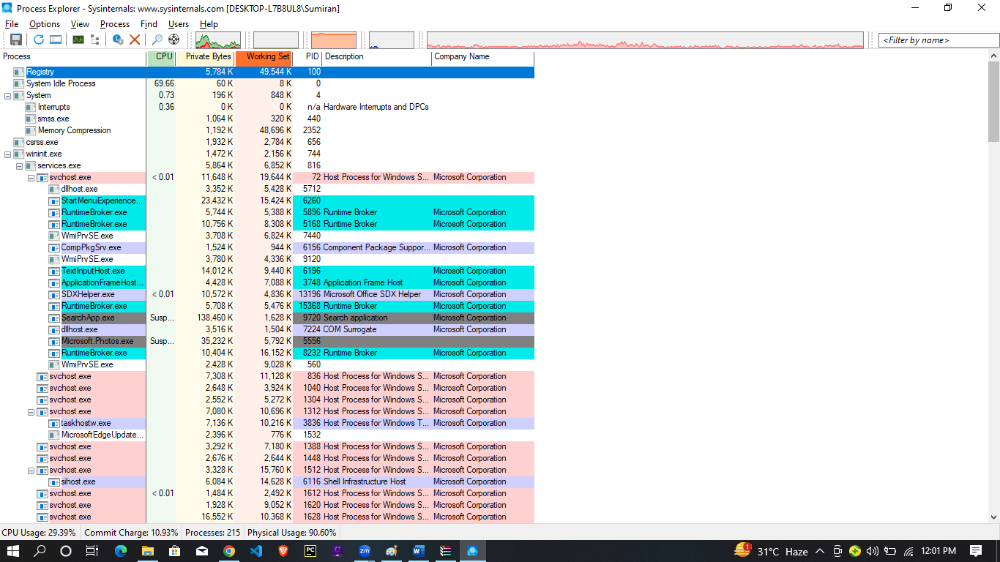 Process Explorer - Sysinternals: www.sysinternals.com [DESKTOP-L7B8UL8\Sumiran]
File Options View Process Find Users Help
<Filter by name>
Process CPU Private Bytes Working Set PID Description Company Name
Registry 5,784 K 49,544 K 100
System Idle Process 69.66 60 K 8 K 0
System 0.73 196 K 848 K 4
Interrupts 0.36 0 K 0 K n/a Hardware Interrupts and DPCs
smss.exe 1,064 K 320 K 440
Memory Compression 1,192 K 48,696 K 2352
csrss.exe 1,932 K 2,784 K 656
wininit.exe 1,472 K 2,156 K 744
services.exe 5,864 K 6,852 K 816
svchost.exe < 0.01 11,648 K 19,644 K 72 Host Process for Windows S... Microsoft Corporation
dllhost.exe 3,352 K 5,428 K 5712
StartMenuExperience... 23,432 K 15,424 K 6260
RuntimeBroker.exe 5,744 K 5,388 K 5896 Runtime Broker Microsoft Corporation
RuntimeBroker.exe 10,756 K 8,308 K 5168 Runtime Broker Microsoft Corporation
WmiPrvSE.exe 3,708 K 6,824 K 7440
CompPkgSrv.exe 1,524 K 944 K 6156 Component Package Suppor... Microsoft Corporation
WmiPrvSE.exe 3,780 K 4,336 K 9120
TextInputHost.exe 14,012 K 9,440 K 6196 Microsoft Corporation
ApplicationFrameHost... 4,428 K 7,088 K 3748 Application Frame Host Microsoft Corporation
SDXHelper.exe < 0.01 10,572 K 4,836 K 13196 Microsoft Office SDX Helper Microsoft Corporation
RuntimeBroker.exe 5,708 K 5,476 K 15368 Runtime Broker Microsoft Corporation
SearchApp.exe Susp... 138,460 K 1,628 K 9720 Search application Microsoft Corporation
dllhost.exe 3,516 K 1,504 K 7224 COM Surrogate Microsoft Corporation
Microsoft.Photos.exe Susp... 35,232 K 5,792 K 5556
RuntimeBroker.exe 10,404 K 16,152 K 8232 Runtime Broker Microsoft Corporation
WmiPrvSE.exe 2,428 K 9,028 K 560
svchost.exe 7,308 K 11,128 K 836 Host Process for Windows S... Microsoft Corporation
svchost.exe 2,648 K 3,924 K 1040 Host Process for Windows S... Microsoft Corporation
svchost.exe 2,552 K 5,272 K 1304 Host Process for Windows S... Microsoft Corporation
svchost.exe 7,080 K 10,696 K 1312 Host Process for Windows S... Microsoft Corporation
taskhostw.exe 7,136 K 10,216 K 3836 Host Process for Windows T... Microsoft Corporation
MicrosoftEdgeUpdate... 2,396 K 776 K 1532
svchost.exe 3,292 K 7,180 K 1388 Host Process for Windows S... Microsoft Corporation
svchost.exe 2,676 K 2,644 K 1448 Host Process for Windows S... Microsoft Corporation
svchost.exe 3,328 K 15,760 K 1512 Host Process for Windows S... Microsoft Corporation
sihost.exe 6,084 K 14,628 K 6116 Shell Infrastructure Host Microsoft Corporation
svchost.exe < 0.01 1,484 K 2,492 K 1612 Host Process for Windows S... Microsoft Corporation
svchost.exe 1,928 K 9,052 K 1620 Host Process for Windows S... Microsoft Corporation
svchost.exe 16,552 K 10,368 K 1628 Host Process for Windows S... Microsoft Corporation
CPU Usage: 29.39% Commit Charge: 10.93% Processes: 215 Physical Usage: 90.60%
PC zm W 1 31°C Haze 12:01 PM